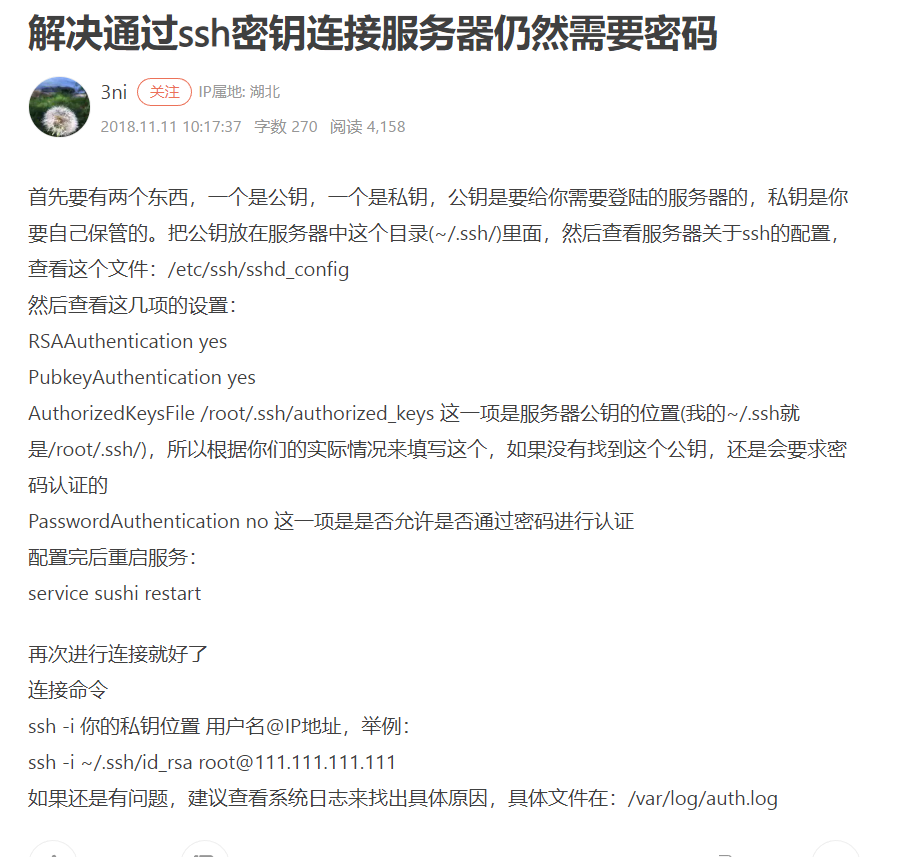 解决通过ssh密钥连接服务器仍然需要密码
3ni 关注 IP属地: 湖北
2018.11.11 10:17:37 字数 270 阅读 4,158
首先要有两个东西，一个是公钥，一个是私钥，公钥是要给你需要登陆的服务器的，私钥是你
要自己保管的。把公钥放在服务器中这个目录(~/.ssh/)里面，然后查看服务器关于ssh的配置，
查看这个文件：/etc/ssh/sshd_config
然后查看这几项的设置：
RSAAuthentication yes
PubkeyAuthentication yes
AuthorizedKeysFile /root/.ssh/authorized_keys 这一项是服务器公钥的位置(我的~/.ssh就
是/root/.ssh/)，所以根据你们的实际情况来填写这个，如果没有找到这个公钥，还是会要求密
码认证的
PasswordAuthentication no 这一项是是否允许是否通过密码进行认证
配置完后重启服务：
service sushi restart
再次进行连接就好了
连接命令
ssh -i 你的私钥位置 用户名@IP地址，举例：
ssh -i ~/.ssh/id_rsa root@111.111.111.111
如果还是有问题，建议查看系统日志来找出具体原因，具体文件在：/var/log/auth.log